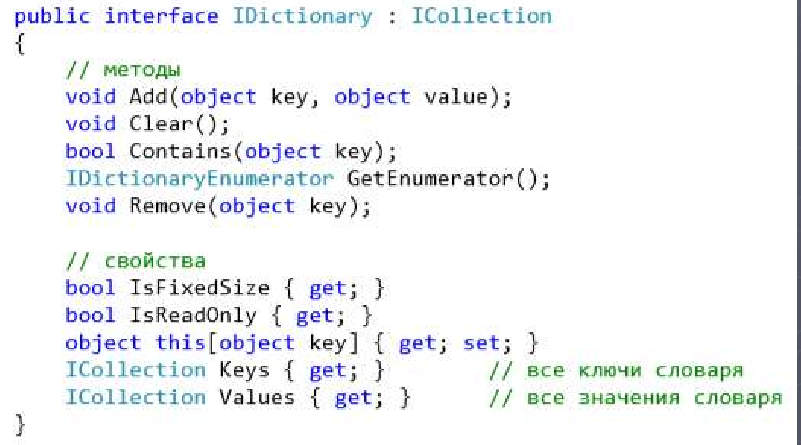 public interface IDictionary : ICollection
{
    // методы
    void Add(object key, object value);
    void Clear();
    bool Contains(object key);
    IDictionaryEnumerator GetEnumerator();
    void Remove(object key);

    // свойства
    bool IsFixedSize { get; }
    bool IsReadOnly { get; }
    object this[object key] { get; set; }
    ICollection Keys { get; }        // все ключи словаря
    ICollection Values { get; }      // все значения словаря
}